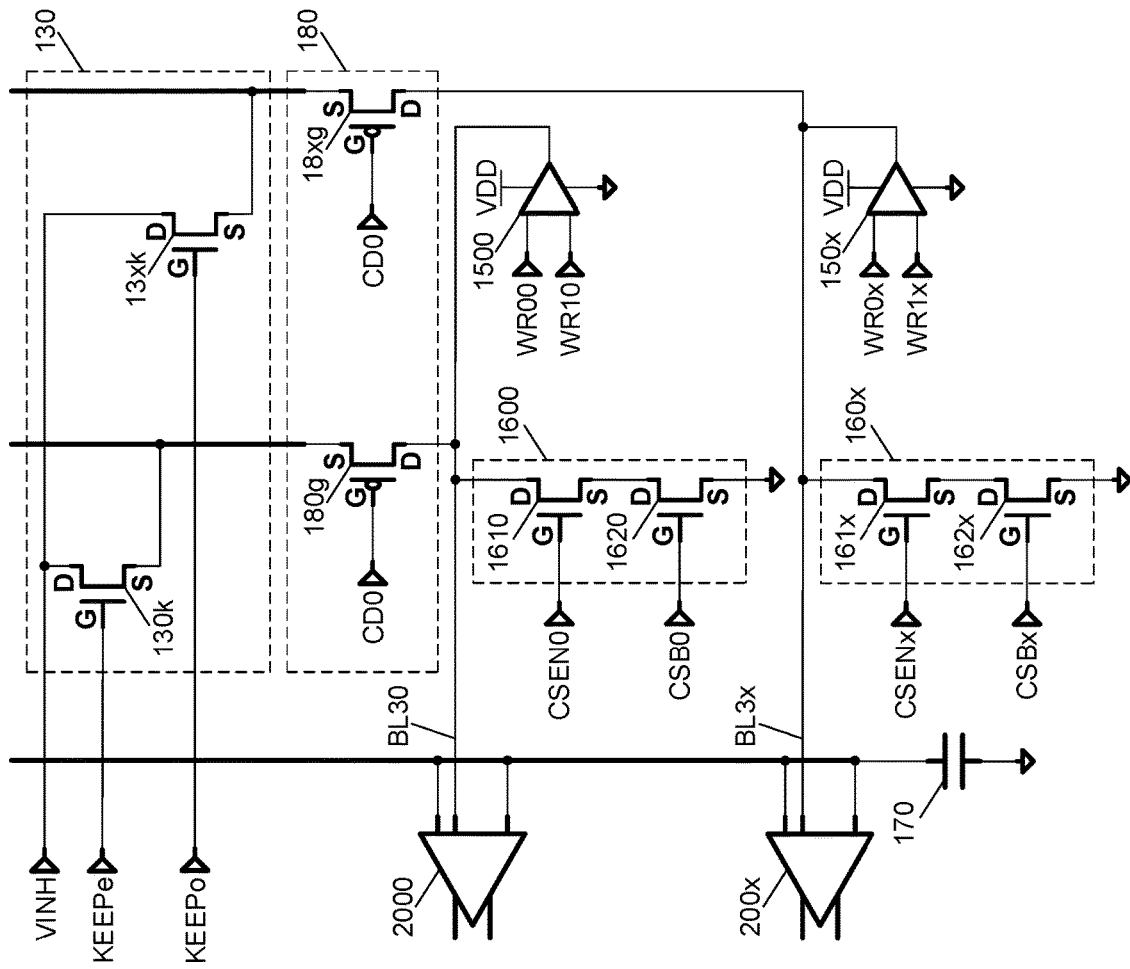 130
180
S
G
D
18xg
CD0
D
G
S
13xk
VDD
1500
WR00
WR10
VDD
150x
WR0x
WR1x
S
G
D
180g
CD0
1600
D
G
S
1610
D
G
S
1620
CSEN0
CSB0
160x
D
G
S
161x
D
G
S
162x
CSENx
CSBx
D
G
S
130k
BL30
BL3x
170
VINH
KEEPe
KEEPo
2000
200x